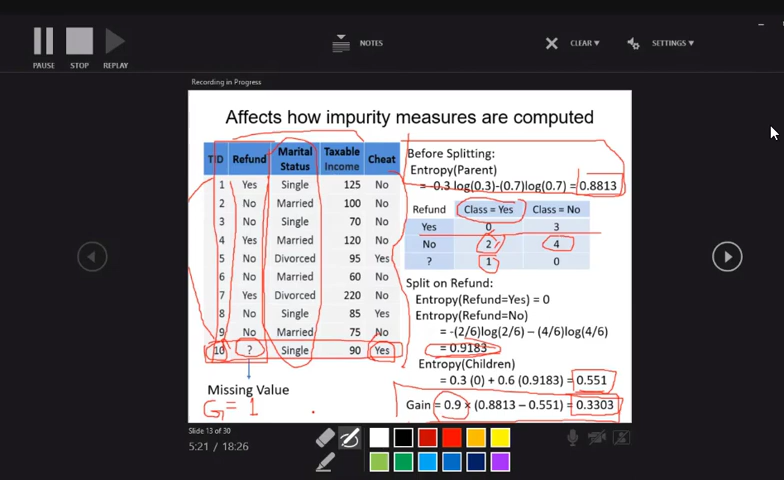 PAUSE STOP REPLAY
NOTES
CLEAR
SETTINGS
Recording in Progress
Affects how impurity measures are computed
TID Refund Marital Status Taxable Income Cheat
1 Yes Single 125 No
2 No Married 100 No
3 No Single 70 No
4 Yes Married 120 No
5 No Divorced 95 Yes
6 No Married 60 No
7 Yes Divorced 220 No
8 No Single 85 Yes
9 No Married 75 No
10 ? Single 90 Yes
Missing Value
G = 1
Before Splitting:
Entropy(Parent)
= -0.3 log(0.3)-(0.7)log(0.7) = 0.8813
Refund Class = Yes Class = No
Yes 0 3
No 2 4
? 1 0
Split on Refund:
Entropy(Refund=Yes) = 0
Entropy(Refund=No)
= -(2/6)log(2/6) – (4/6)log(4/6)
= 0.9183
Entropy(Children)
= 0.3 (0) + 0.6 (0.9183) = 0.551
Gain = 0.9 × (0.8813 – 0.551) = 0.3303
Slide 13 of 30
5:21 / 18:26